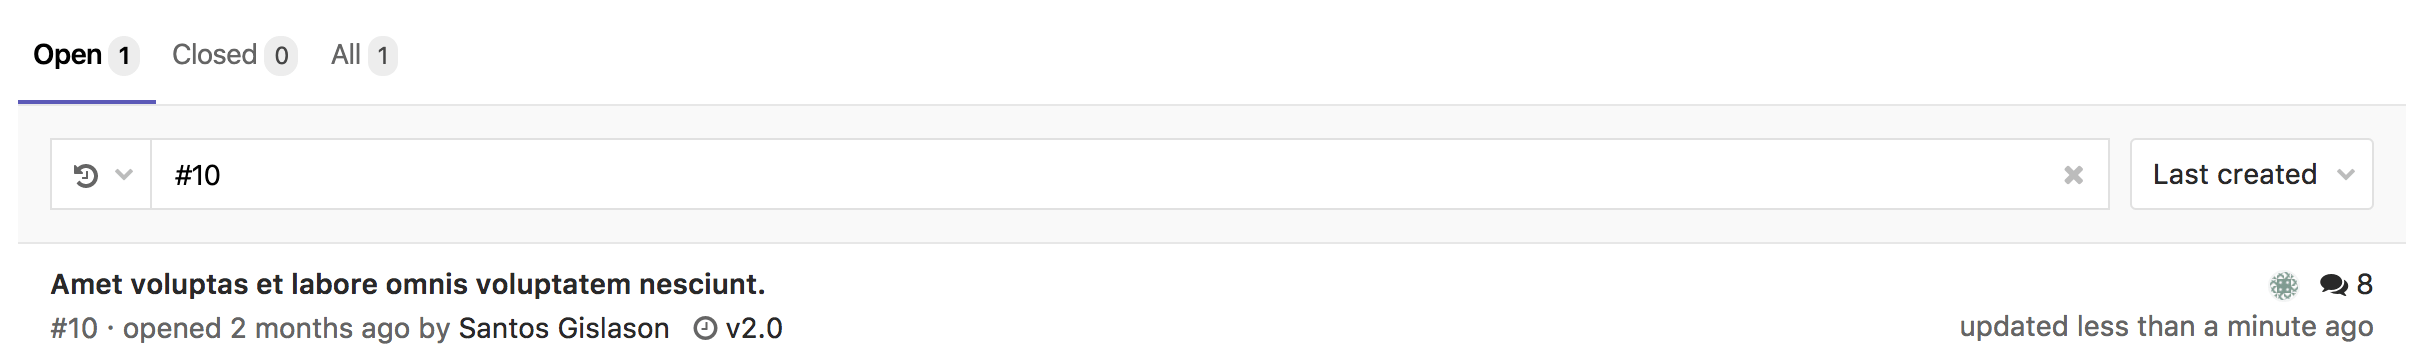 Open 1 Closed 0 All 1
#10 Last created
Amet voluptas et labore omnis voluptatem nesciunt. 8
#10 · opened 2 months ago by Santos Gislason v2.0 updated less than a minute ago